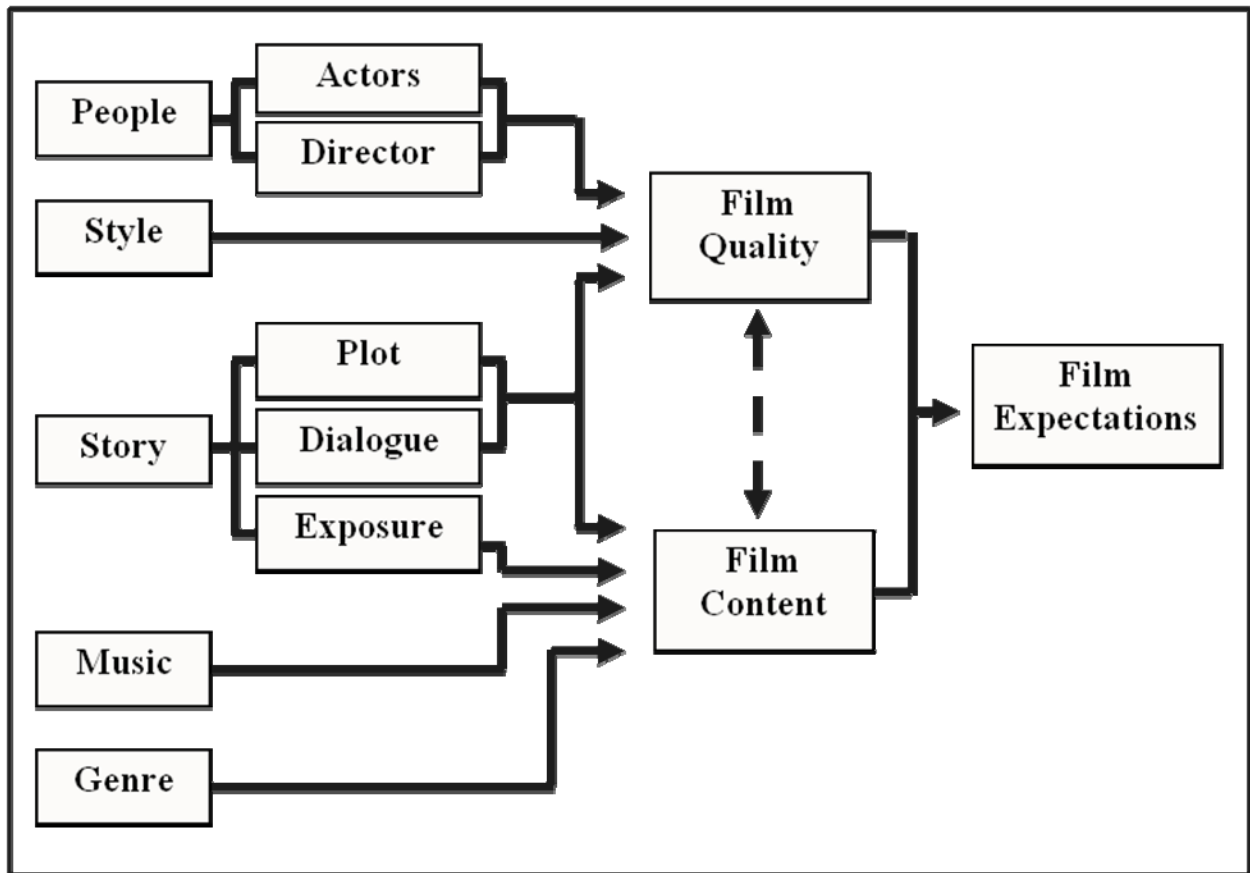 People
Actors
Director
Style
Story
Plot
Dialogue
Exposure
Music
Genre
Film
Quality
Film
Content
Film
Expectations